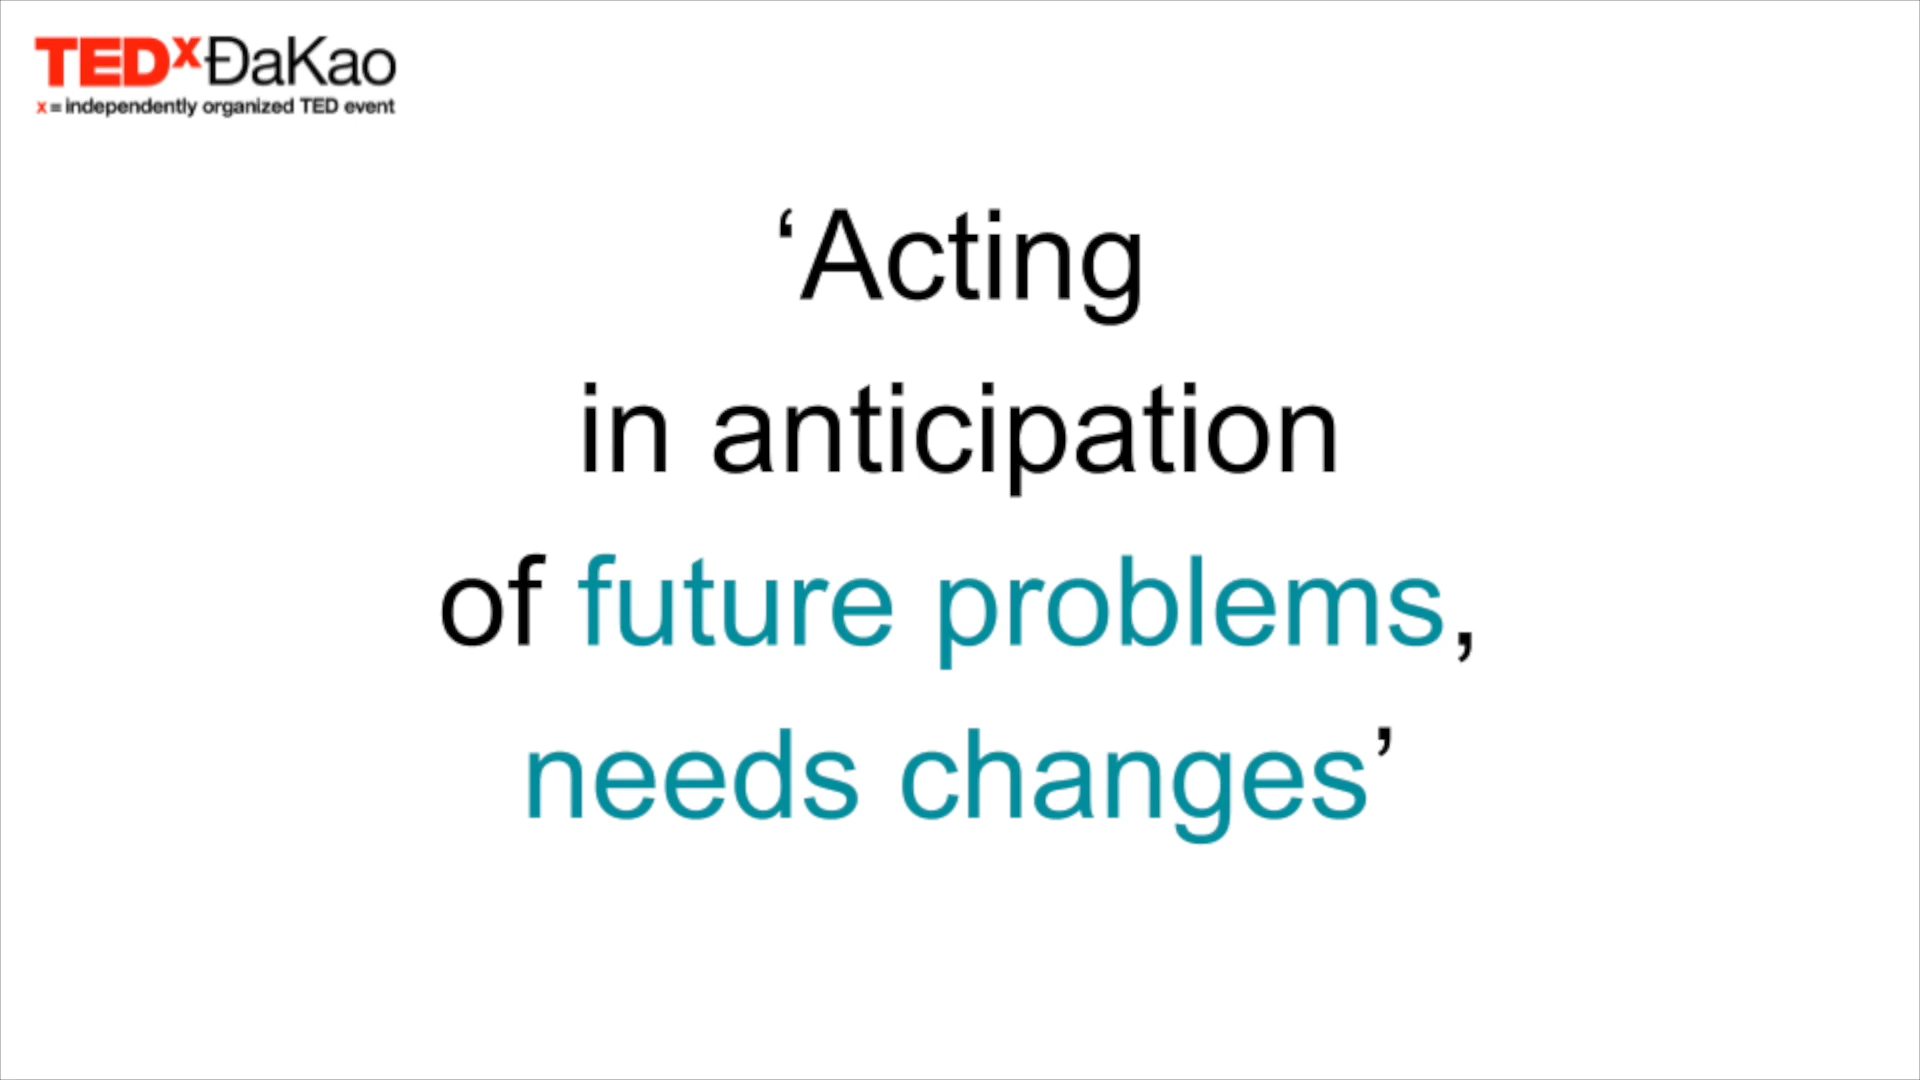 TEDxĐaKao
x = independently organized TED event
‘Acting
in anticipation
of future problems,
needs changes’